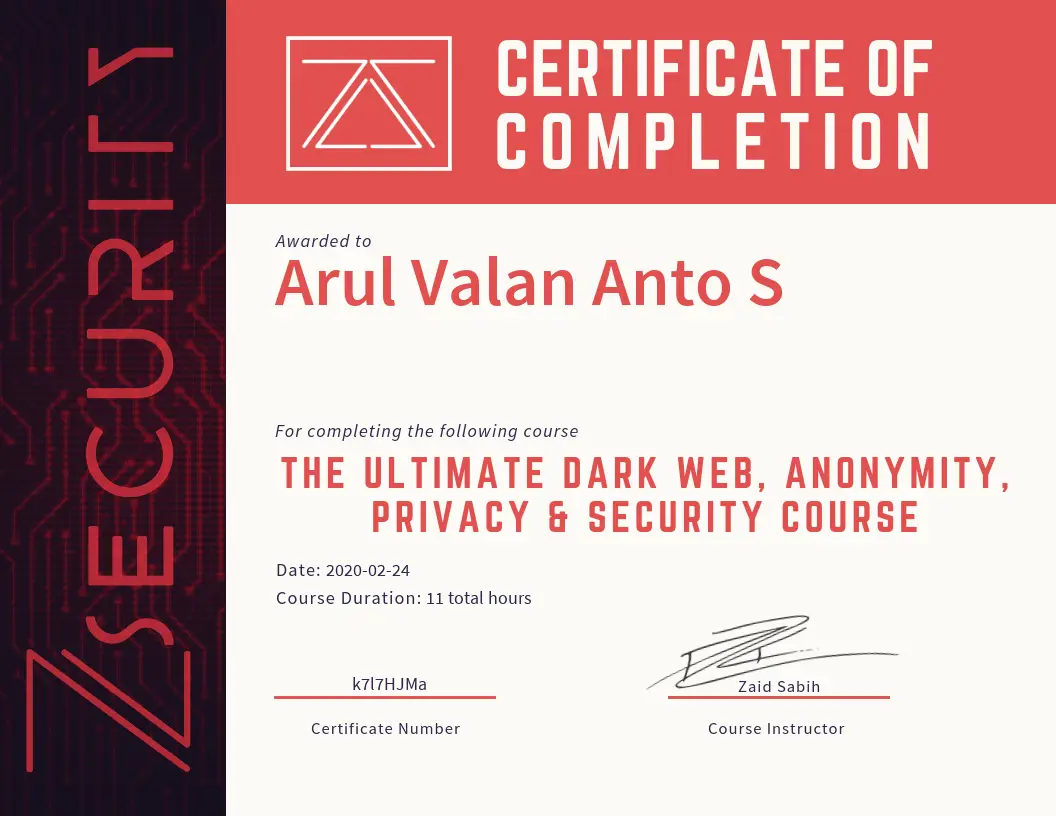 ZSECURITY
CERTIFICATE OF
COMPLETION
Awarded to
Arul Valan Anto S
For completing the following course
THE ULTIMATE DARK WEB, ANONYMITY,
PRIVACY & SECURITY COURSE
Date: 2020-02-24
Course Duration: 11 total hours
k7l7HJMa
Certificate Number
Zaid Sabih
Course Instructor